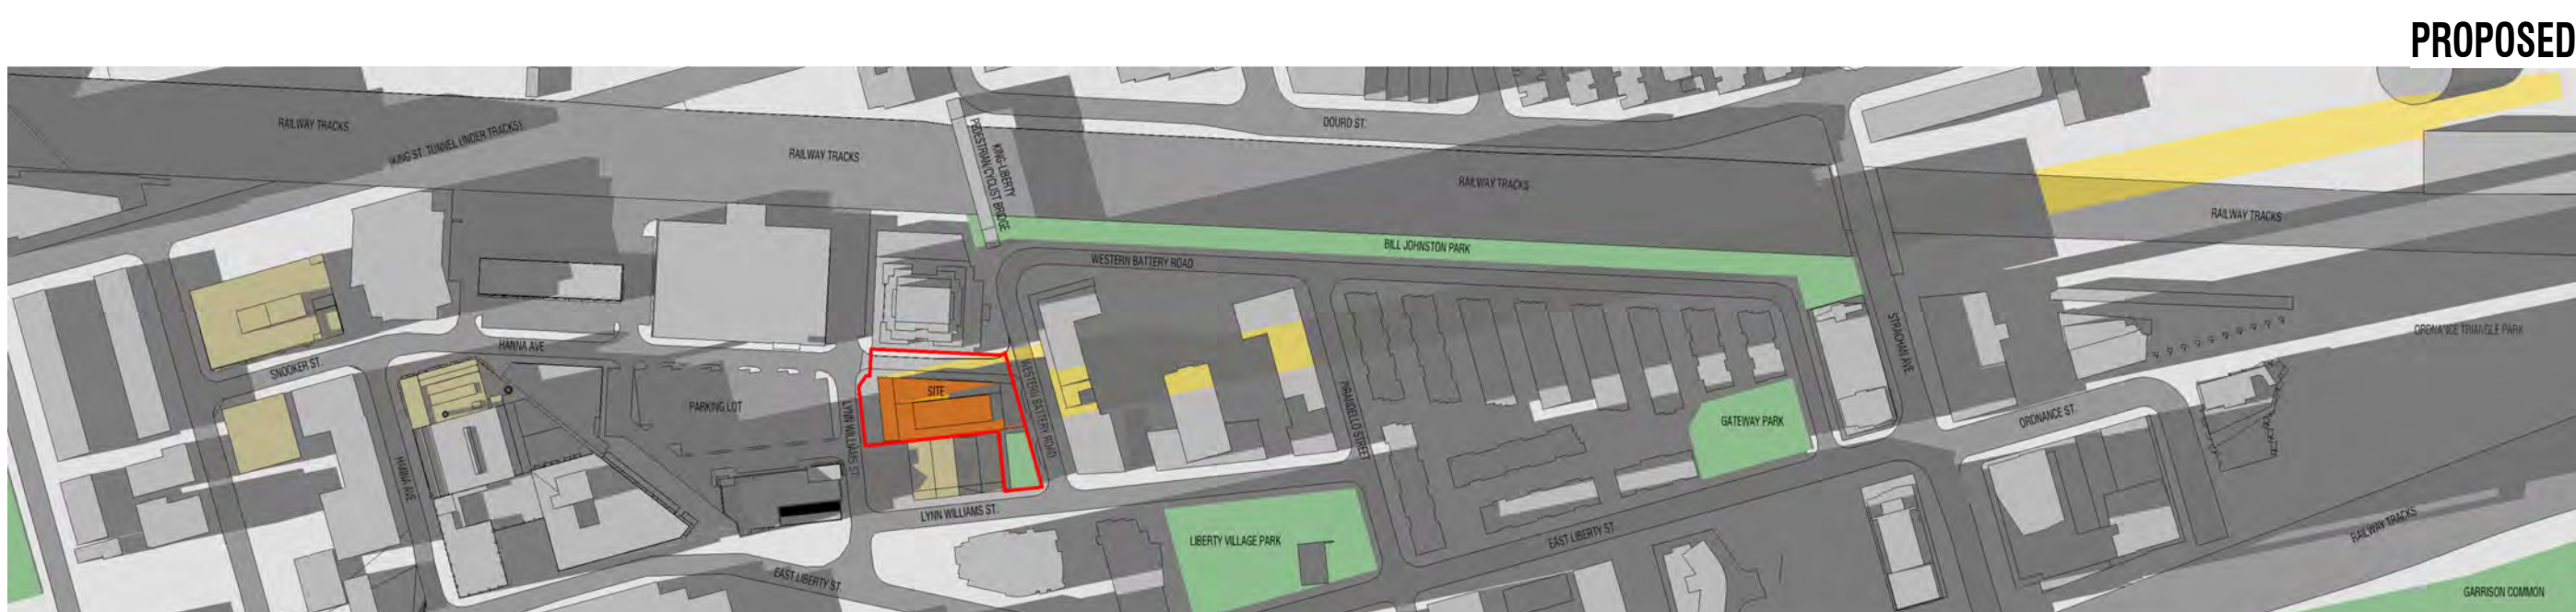 PROPOSED
RAILWAY TRACKS
(KING ST. TUNNEL UNDER TRACKS)
RAILWAY TRACKS
KING-LIBERTY
PEDESTRIAN/CYCLIST BRIDGE
DOURO ST.
RAILWAY TRACKS
RAILWAY TRACKS
BILL JOHNSTON PARK
WESTERN BATTERY ROAD
SNOOKER ST.
HANNA AVE.
STRACHAN AVE.
ORDNANCE TRIANGLE PARK
SITE
PARKING LOT
LYNN WILLIAMS ST.
WESTERN BATTERY ROAD
PIRANDELLO STREET
GATEWAY PARK
ORDNANCE ST.
HANNA AVE.
LYNN WILLIAMS ST.
LIBERTY VILLAGE PARK
EAST LIBERTY ST.
RAILWAY TRACKS
EAST LIBERTY ST.
GARRISON COMMON